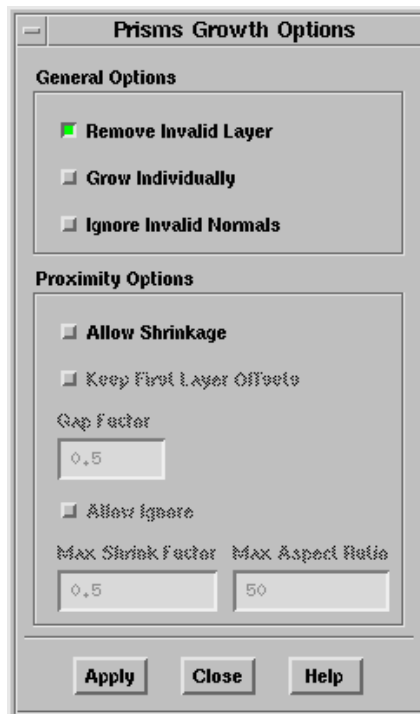 Prisms Growth Options
General Options
Remove Invalid Layer
Grow Individually
Ignore Invalid Normals
Proximity Options
Allow Shrinkage
Keep First Layer Offsets
Gap Factor
0.5
Allow Ignore
Max Shrink Factor Max Aspect Ratio
0.5 50
Apply Close Help